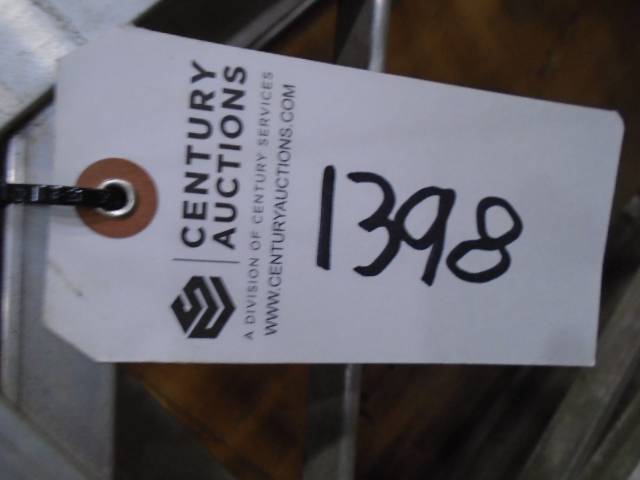 CENTURY
AUCTIONS
A DIVISION OF CENTURY SERVICES
WWW.CENTURYAUCTIONS.COM
1398